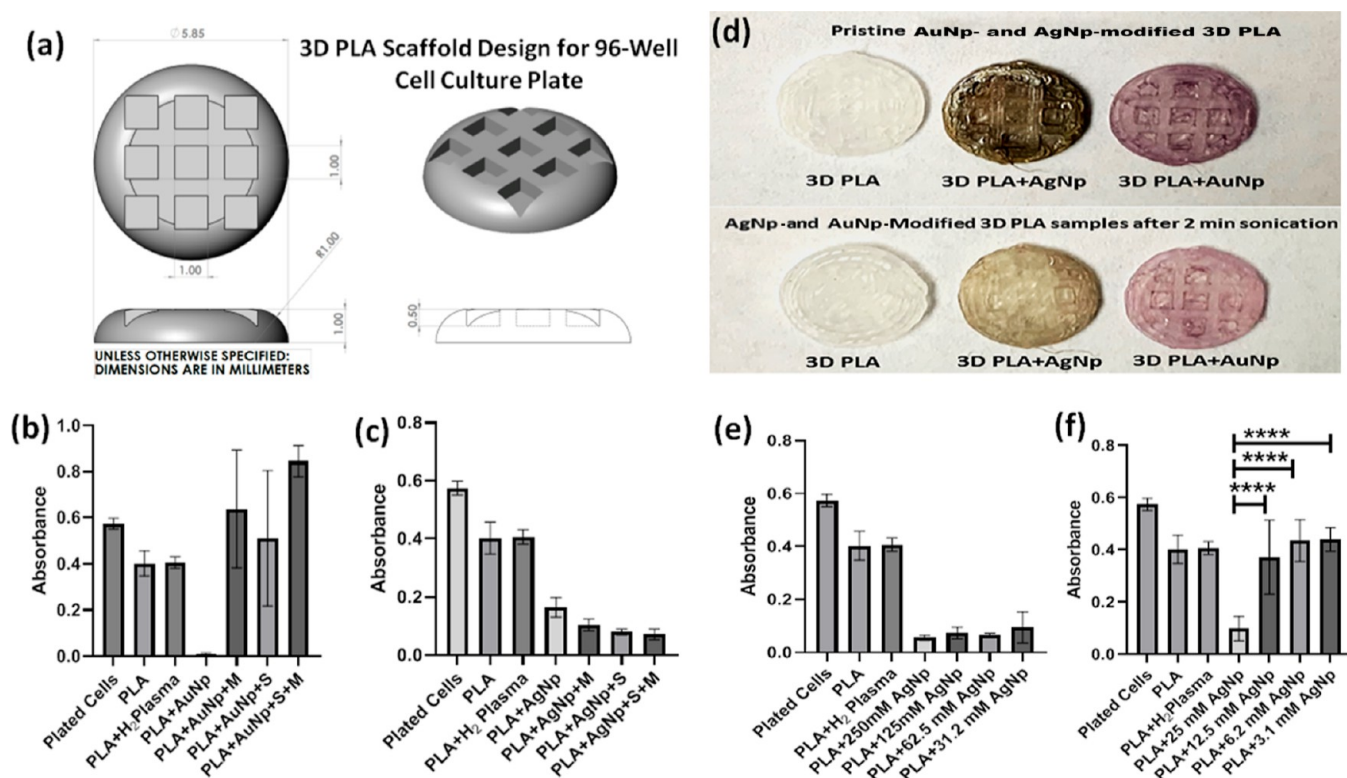 (a)
Ø 5.85
3D PLA Scaffold Design for 96-Well
Cell Culture Plate
1.00
1.00
R1.00
1.00
0.50
UNLESS OTHERWISE SPECIFIED:
DIMENSIONS ARE IN MILLIMETERS
(d)
Pristine AuNp- and AgNp-modified 3D PLA
3D PLA
3D PLA+AgNp
3D PLA+AuNp
AgNp-and AuNp-Modified 3D PLA samples after 2 min sonication
3D PLA
3D PLA+AgNp
3D PLA+AuNp
(b)
Absorbance
1.0
0.8
0.6
0.4
0.2
0.0
Plated Cells
PLA
PLA+H2Plasma
PLA+AuNp
PLA+AuNp+M
PLA+AuNp+S
PLA+AuNp+S+M
(c)
Absorbance
0.8
0.6
0.4
0.2
0.0
Plated Cells
PLA
PLA+H2 Plasma
PLA+AgNp
PLA+AgNp+M
PLA+AgNp+S
PLA+AgNp+S+M
(e)
Absorbance
0.8
0.6
0.4
0.2
0.0
Plated Cells
PLA
PLA+H2 Plasma
PLA+250mM AgNp
PLA+125mM AgNp
PLA+62.5 mM AgNp
PLA+31.2 mM AgNp
(f)
Absorbance
0.8
0.6
0.4
0.2
0.0
****
****
****
Plated Cells
PLA
PLA+H2Plasma
PLA+25 mM AgNp
PLA+12.5 mM AgNp
PLA+6.2 mM AgNp
PLA+3.1 mM AgNp